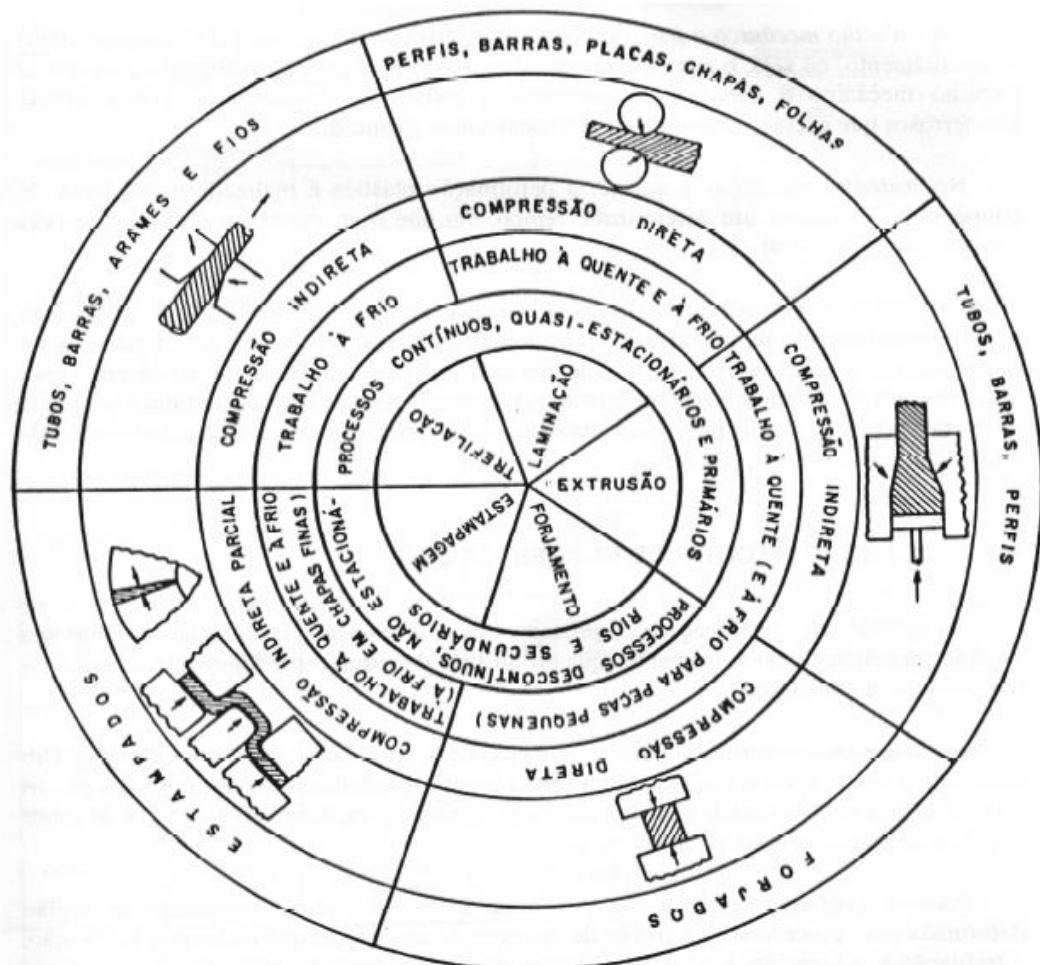 PERFIS, BARRAS, PLACAS, CHAPAS, FOLHAS
COMPRESSÃO DIRETA
TRABALHO À QUENTE E À FRIO
LAMINAÇÃO
TUBOS, BARRAS, PERFIS
COMPRESSÃO INDIRETA
TRABALHO À QUENTE (E À FRIO PARA PEÇAS PEQUENAS)
EXTRUSÃO
FORJADOS
COMPRESSÃO DIRETA
FORJAMENTO
ESTAMPADOS
COMPRESSÃO INDIRETA PARCIAL
TRABALHO À QUENTE E À FRIO
(À FRIO EM CHAPAS FINAS)
ESTAMPAGEM
TUBOS, BARRAS, ARAMES E FIOS
COMPRESSÃO INDIRETA
TRABALHO À FRIO
TREFILAÇÃO
PROCESSOS CONTÍNUOS, QUASI-ESTACIONÁRIOS E PRIMÁRIOS
PROCESSOS DESCONTÍNUOS, NÃO ESTACIONÁ-
RIOS E SECUNDÁRIOS